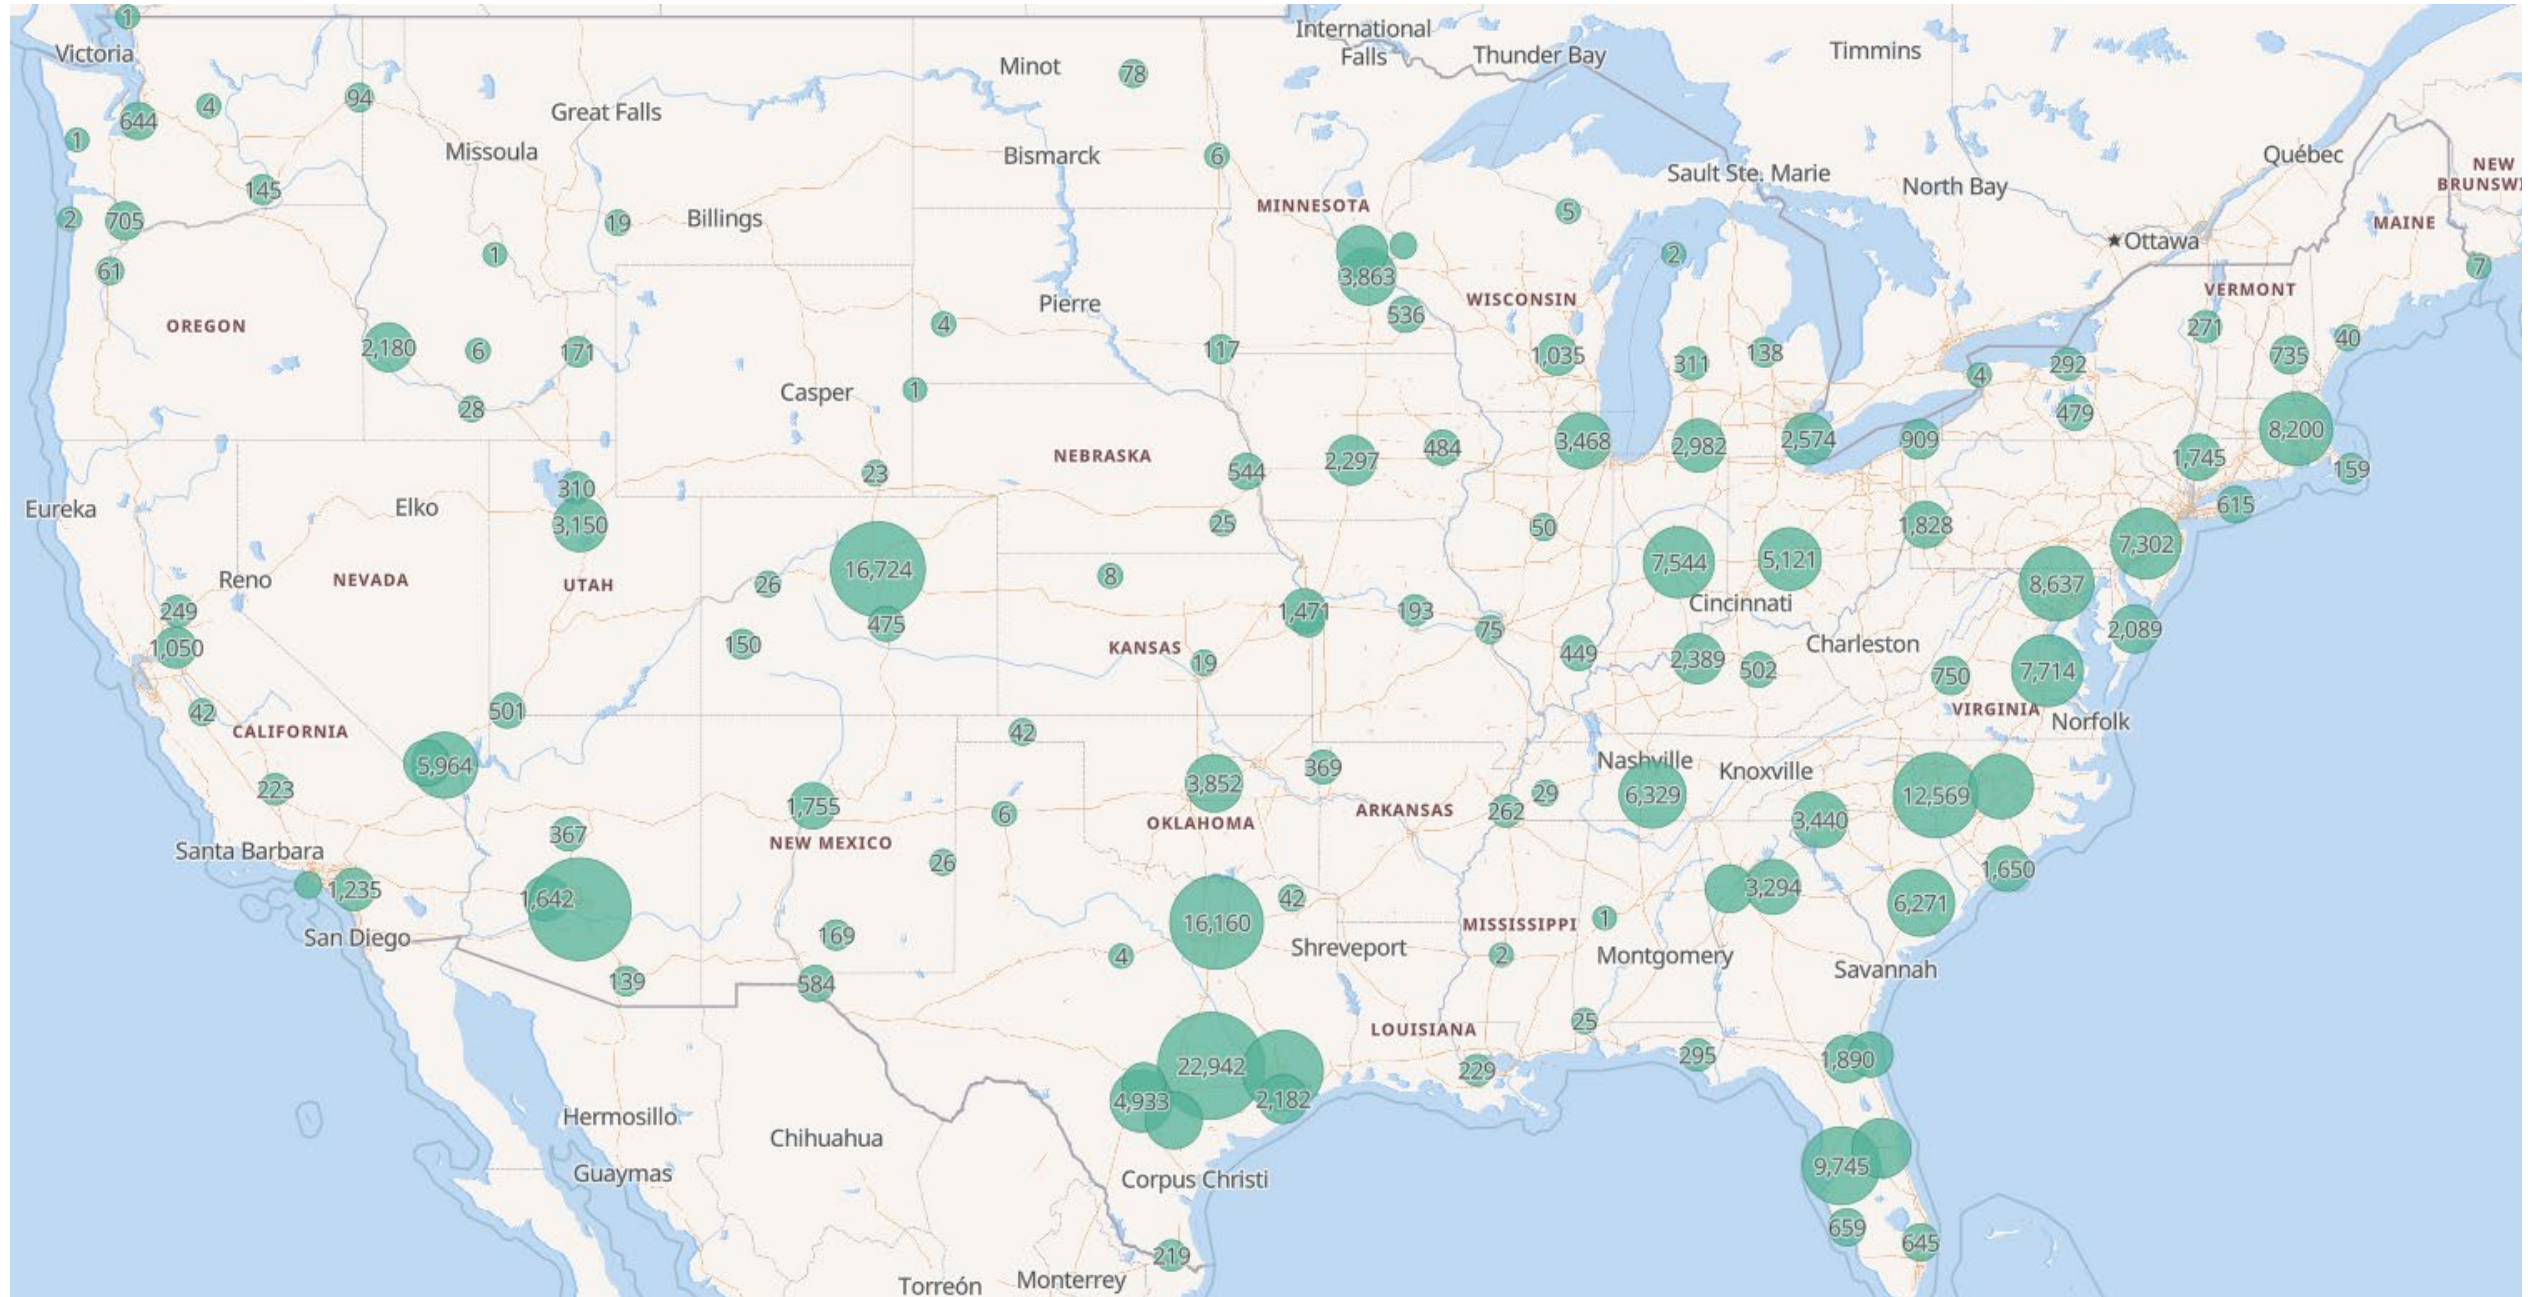 1
Victoria
International
Falls
Thunder Bay
Timmins
Minot
78
94
4
Great Falls
644
1
Missoula
Bismarck
6
Québec
Sault Ste. Marie
NEW
BRUNSWI
North Bay
145
MINNESOTA
5
MAINE
2
705
19
Billings
Ottawa
1
2
61
3,863
7
VERMONT
Pierre
WISCONSIN
536
OREGON
4
271
40
2,180
6
171
117
1,035
311
138
735
292
4
Casper
1
28
479
8,200
NEBRASKA
3,468
2,982
2,574
909
484
2,297
1,745
544
23
159
310
Eureka
Elko
3,150
25
50
1,828
615
7,302
16,724
7,544
5,121
Reno
NEVADA
UTAH
26
8
8,637
Cincinnati
249
475
1,471
193
75
2,089
1,050
150
KANSAS
449
Charleston
19
2,389
502
7,714
750
42
501
VIRGINIA
Norfolk
CALIFORNIA
42
5,964
369
Nashville
Knoxville
223
3,852
1,755
29
6,329
12,569
6
OKLAHOMA
ARKANSAS
262
3,440
367
NEW MEXICO
Santa Barbara
26
1,235
1,642
42
3,294
1,650
16,160
MISSISSIPPI
1
6,271
San Diego
169
Shreveport
4
2
Montgomery
Savannah
139
584
25
LOUISIANA
22,942
229
295
1,890
4,933
2,182
Hermosillo
Chihuahua
Guaymas
Corpus Christi
9,745
659
219
645
Torreón
Monterrey